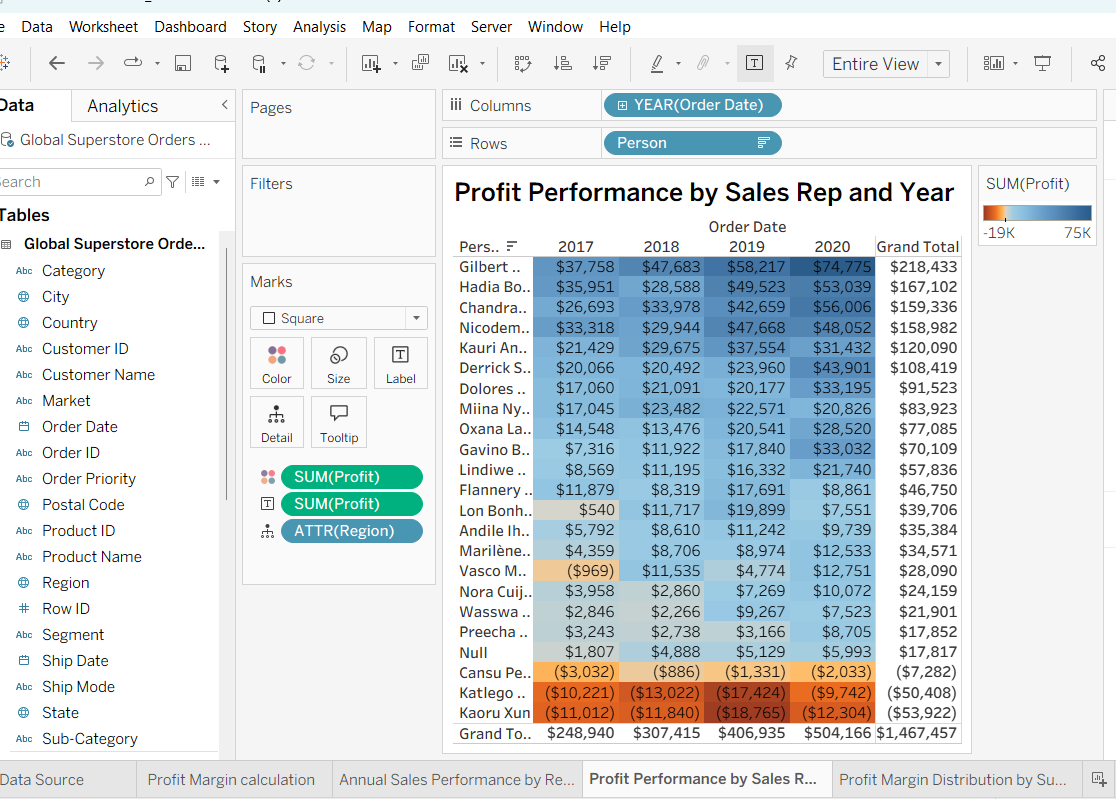 Data Worksheet Dashboard Story Analysis Map Format Server Window Help
Entire View
Data Analytics
Global Superstore Orders ...
Search
Tables
Global Superstore Orde...
Abc Category
City
Country
Abc Customer ID
Abc Customer Name
Abc Market
Order Date
Abc Order ID
Abc Order Priority
Postal Code
Abc Product ID
Abc Product Name
Region
# Row ID
Abc Segment
Ship Date
Abc Ship Mode
State
Abc Sub-Category
Pages
Filters
Marks
Square
Color Size Label
Detail Tooltip
SUM(Profit)
SUM(Profit)
ATTR(Region)
Columns YEAR(Order Date)
Rows Person
Profit Performance by Sales Rep and Year
Order Date
Pers.. 2017 2018 2019 2020 Grand Total
Gilbert .. $37,758 $47,683 $58,217 $74,775 $218,433
Hadia Bo.. $35,951 $28,588 $49,523 $53,039 $167,102
Chandra.. $26,693 $33,978 $42,659 $56,006 $159,336
Nicodem.. $33,318 $29,944 $47,668 $48,052 $158,982
Kauri An.. $21,429 $29,675 $37,554 $31,432 $120,090
Derrick S.. $20,066 $20,492 $23,960 $43,901 $108,419
Dolores .. $17,060 $21,091 $20,177 $33,195 $91,523
Miina Ny.. $17,045 $23,482 $22,571 $20,826 $83,923
Oxana La.. $14,548 $13,476 $20,541 $28,520 $77,085
Gavino B.. $7,316 $11,922 $17,840 $33,032 $70,109
Lindiwe .. $8,569 $11,195 $16,332 $21,740 $57,836
Flannery .. $11,879 $8,319 $17,691 $8,861 $46,750
Lon Bonh.. $540 $11,717 $19,899 $7,551 $39,706
Andile Ih.. $5,792 $8,610 $11,242 $9,739 $35,384
Marilène.. $4,359 $8,706 $8,974 $12,533 $34,571
Vasco M.. ($969) $11,535 $4,774 $12,751 $28,090
Nora Cuij.. $3,958 $2,860 $7,269 $10,072 $24,159
Wasswa .. $2,846 $2,266 $9,267 $7,523 $21,901
Preecha .. $3,243 $2,738 $3,166 $8,705 $17,852
Null $1,807 $4,888 $5,129 $5,993 $17,817
Cansu Pe.. ($3,032) ($886) ($1,331) ($2,033) ($7,282)
Katlego .. ($10,221) ($13,022) ($17,424) ($9,742) ($50,408)
Kaoru Xun ($11,012) ($11,840) ($18,765) ($12,304) ($53,922)
Grand To.. $248,940 $307,415 $406,935 $504,166 $1,467,457
SUM(Profit)
-19K 75K
Data Source Profit Margin calculation Annual Sales Performance by Re... Profit Performance by Sales R... Profit Margin Distribution by Su...